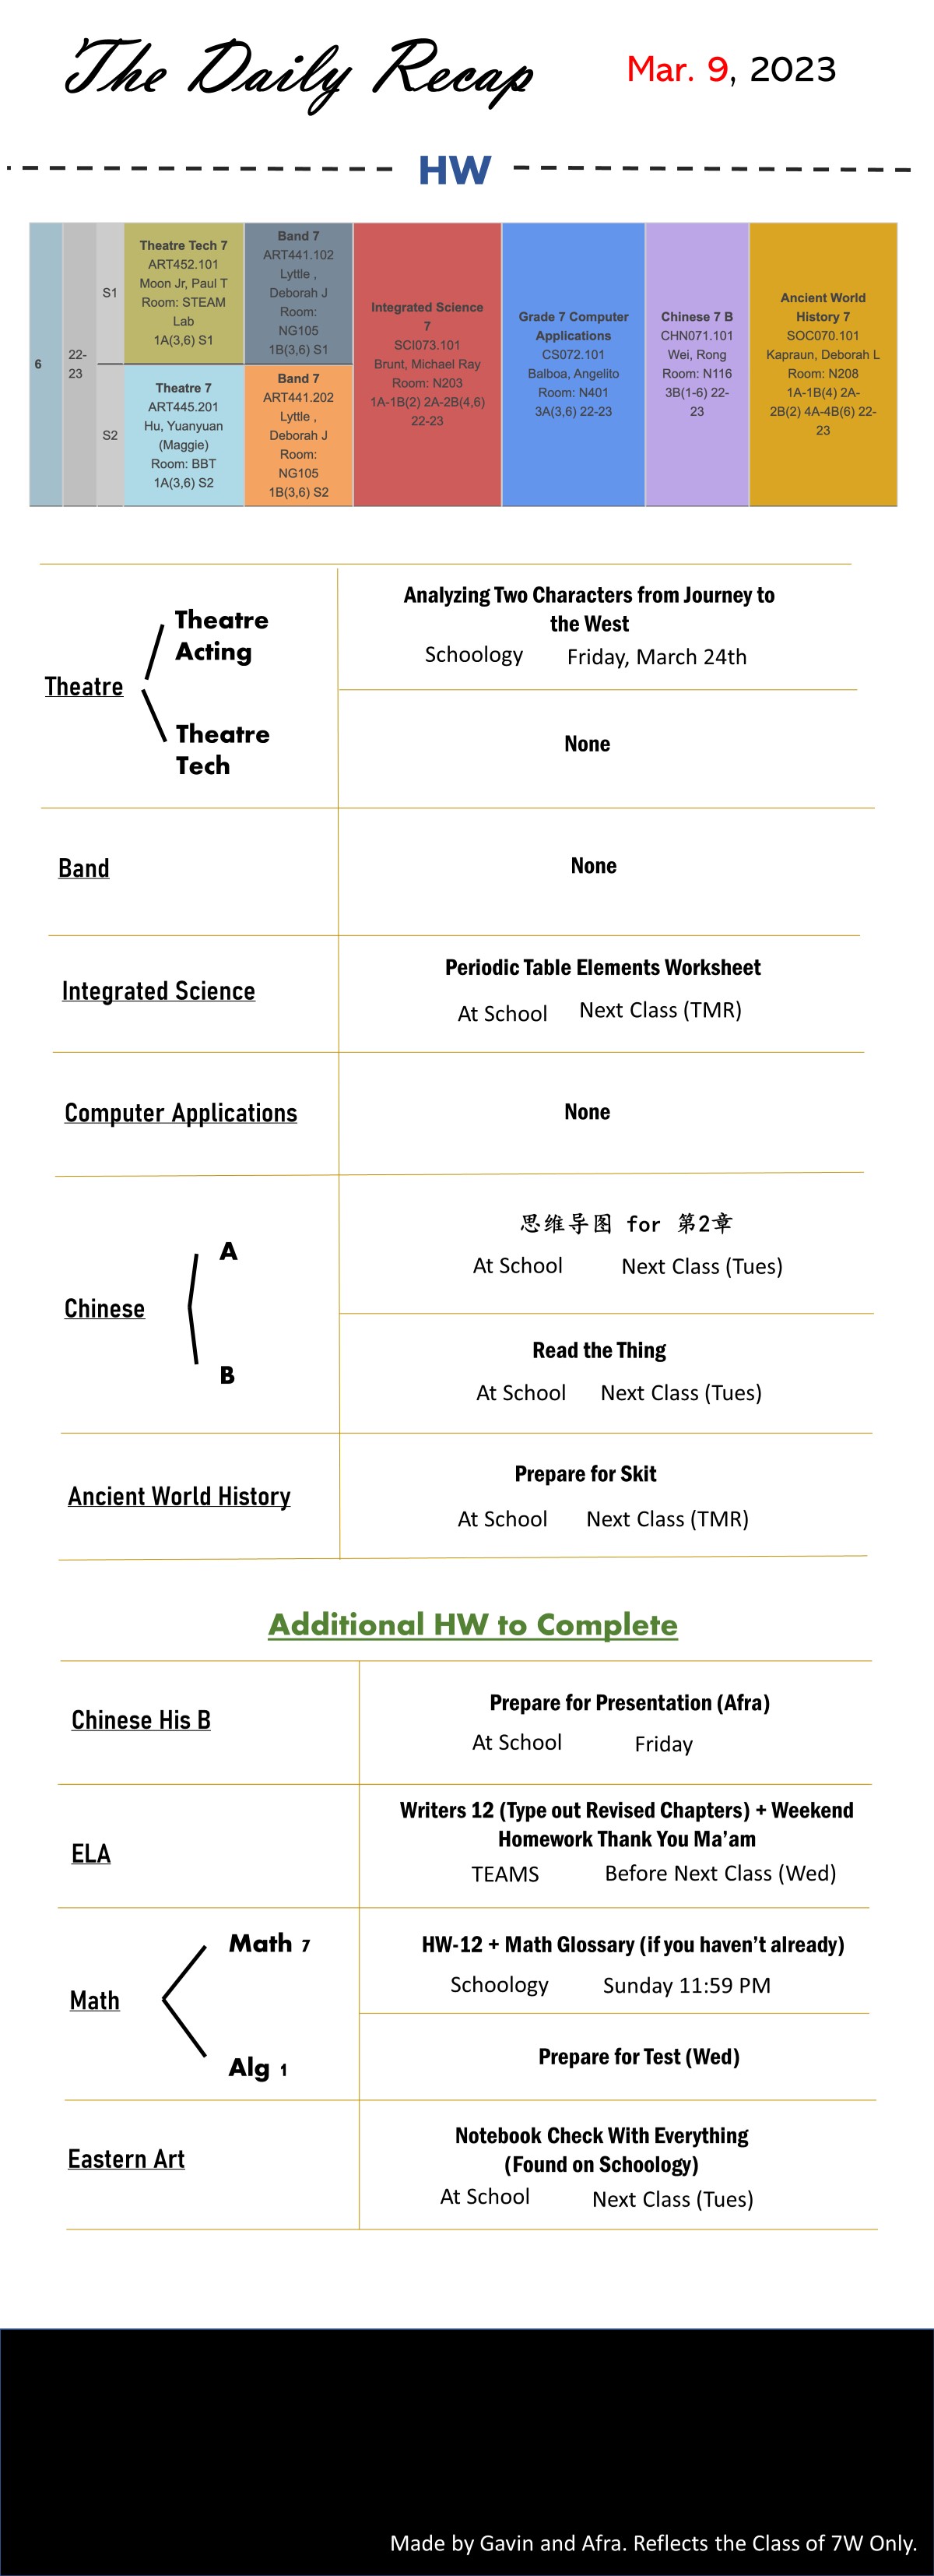 The Daily Recap
Mar. 9, 2023
HW
6
22-
23
S1
S2
Theatre Tech 7
ART452.101
Moon Jr, Paul T
Room: STEAM
Lab
1A(3,6) S1
Theatre 7
ART445.201
Hu, Yuanyuan
(Maggie)
Room: BBT
1A(3,6) S2
Band 7
ART441.102
Lyttle ,
Deborah J
Room:
NG105
1B(3,6) S1
Band 7
ART441.202
Lyttle ,
Deborah J
Room:
NG105
1B(3,6) S2
Integrated Science
7
SCI073.101
Brunt, Michael Ray
Room: N203
1A-1B(2) 2A-2B(4,6)
22-23
Grade 7 Computer
Applications
CS072.101
Balboa, Angelito
Room: N401
3A(3,6) 22-23
Chinese 7 B
CHN071.101
Wei, Rong
Room: N116
3B(1-6) 22-
23
Ancient World
History 7
SOC070.101
Kapraun, Deborah L
Room: N208
1A-1B(4) 2A-
2B(2) 4A-4B(6) 22-
23
Theatre
Theatre
Acting
Analyzing Two Characters from Journey to
the West
Schoology Friday, March 24th
Theatre
Tech
None
Band
None
Integrated Science
Periodic Table Elements Worksheet
At School Next Class (TMR)
Computer Applications
None
Chinese
A
思维导图 for 第2章
At School Next Class (Tues)
B
Read the Thing
At School Next Class (Tues)
Ancient World History
Prepare for Skit
At School Next Class (TMR)
Additional HW to Complete
Chinese His B
Prepare for Presentation (Afra)
At School Friday
ELA
Writers 12 (Type out Revised Chapters) + Weekend
Homework Thank You Ma’am
TEAMS Before Next Class (Wed)
Math
Math 7
HW-12 + Math Glossary (if you haven’t already)
Schoology Sunday 11:59 PM
Alg 1
Prepare for Test (Wed)
Eastern Art
Notebook Check With Everything
(Found on Schoology)
At School Next Class (Tues)
Made by Gavin and Afra. Reflects the Class of 7W Only.